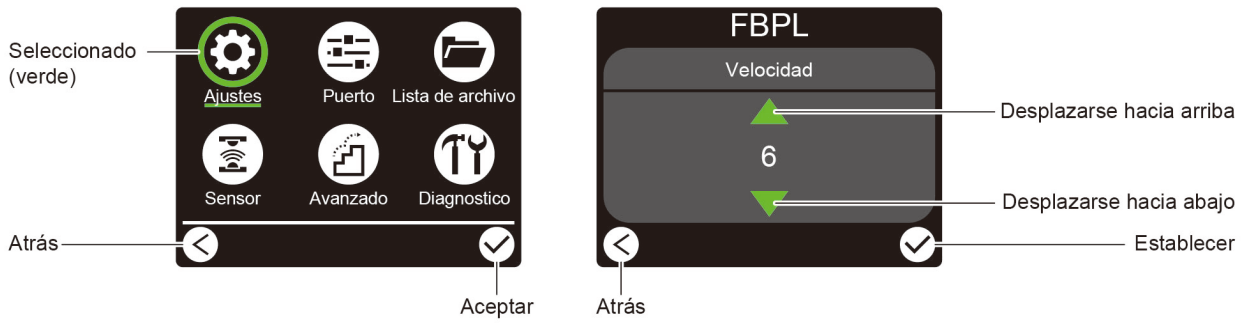 Seleccionado
(verde)
Ajustes
Puerto
Lista de archivo
Sensor
Avanzado
Diagnostico
Atrás
Aceptar
FBPL
Velocidad
6
Desplazarse hacia arriba
Desplazarse hacia abajo
Establecer
Atrás